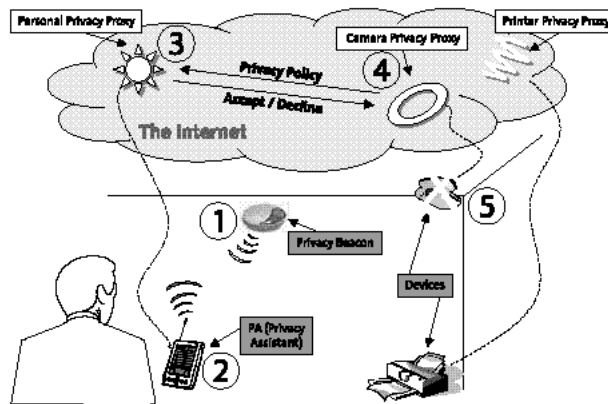 Personal Privacy Proxy
3
Camera Privacy Proxy
4
Printer Privacy Proxy
Privacy Policy
Accept / Decline
The Internet
1
Privacy Beacon
5
Devices
PA (Privacy
Assistant)
2